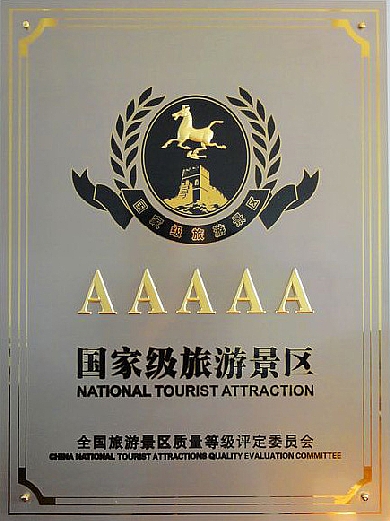 国家级旅游景区
AAAAA
国家级旅游景区
NATIONAL TOURIST ATTRACTION
全国旅游景区质量等级评定委员会
CHINA NATIONAL TOURIST ATTRACTIONS QUALITY EVALUATION COMMITTEE